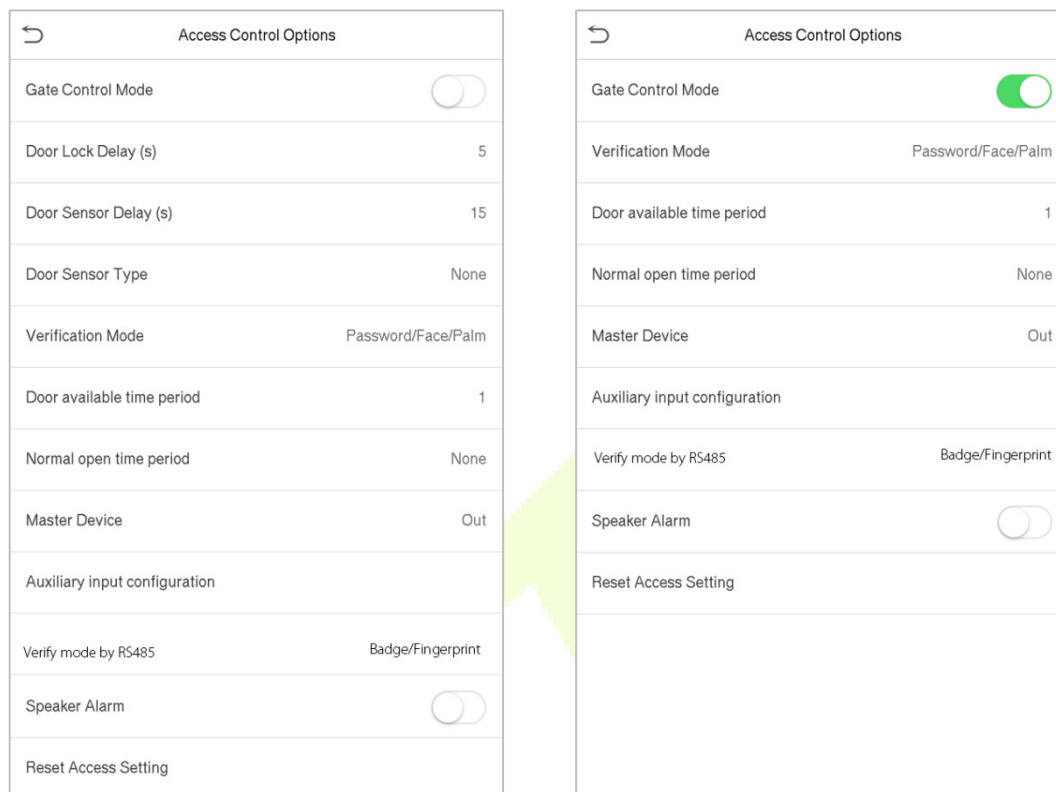 Access Control Options
Gate Control Mode
Door Lock Delay (s) 5
Door Sensor Delay (s) 15
Door Sensor Type None
Verification Mode Password/Face/Palm
Door available time period 1
Normal open time period None
Master Device Out
Auxiliary input configuration
Verify mode by RS485 Badge/Fingerprint
Speaker Alarm
Reset Access Setting
Access Control Options
Gate Control Mode
Verification Mode Password/Face/Palm
Door available time period 1
Normal open time period None
Master Device Out
Auxiliary input configuration
Verify mode by RS485 Badge/Fingerprint
Speaker Alarm
Reset Access Setting